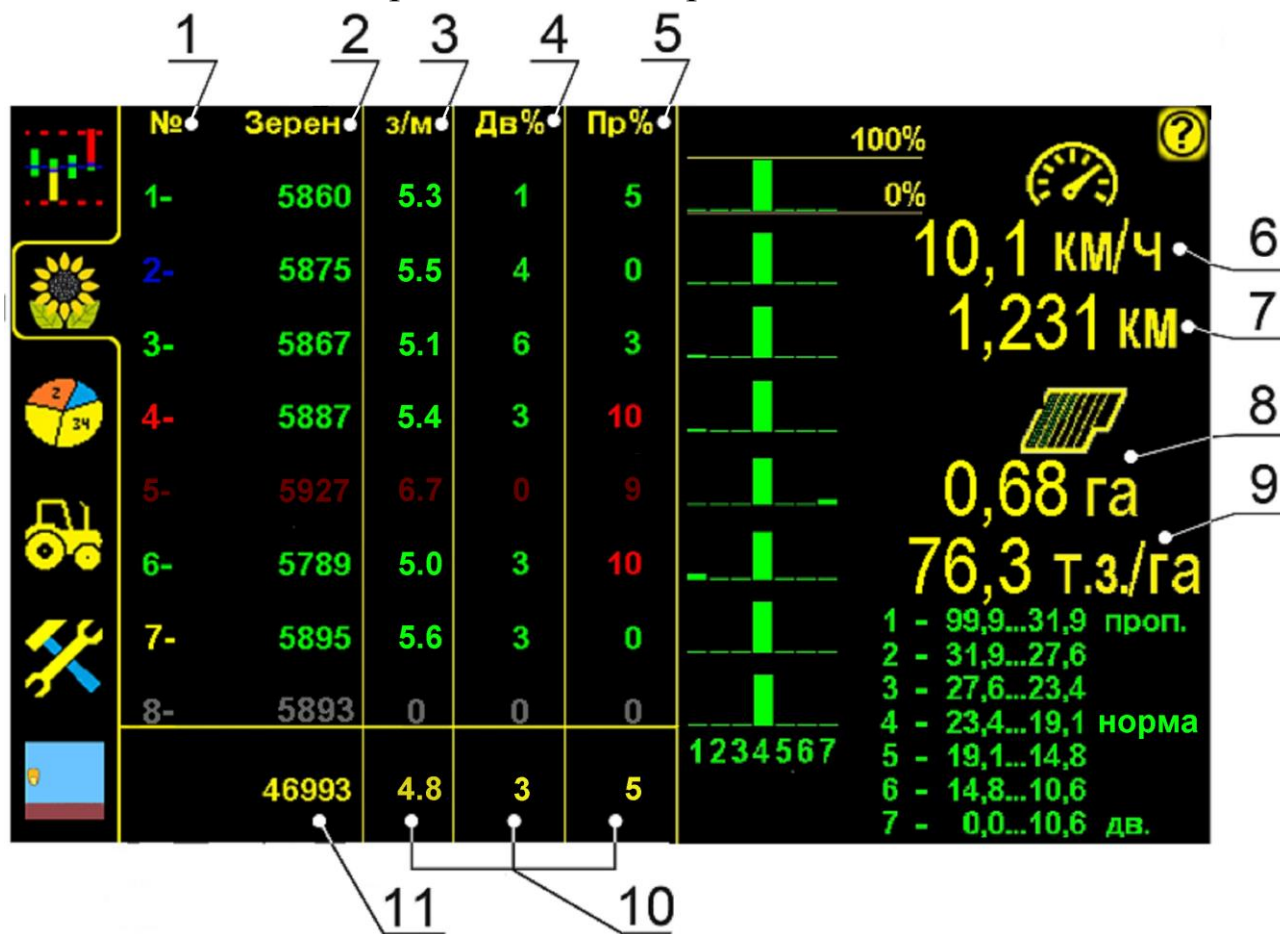 1 2 3 4 5
№ Зерен з/м Дв% Пр% 100% ?
1- 5860 5.3 1 5 0%
2- 5875 5.5 4 0 10,1 км/ч 6
3- 5867 5.1 6 3 1,231 км 7
4- 5887 5.4 3 10 8
2 34
5- 5927 6.7 0 9 0,68 га 9
6- 5789 5.0 3 10 76,3 т.з./га
7- 5895 5.6 3 0
8- 5893 0 0 0
46993 4.8 3 5
1234567
1 - 99,9...31,9 проп.
2 - 31,9...27,6
3 - 27,6...23,4
4 - 23,4...19,1 норма
5 - 19,1...14,8
6 - 14,8...10,6
7 - 0,0...10,6 дв.
11 10